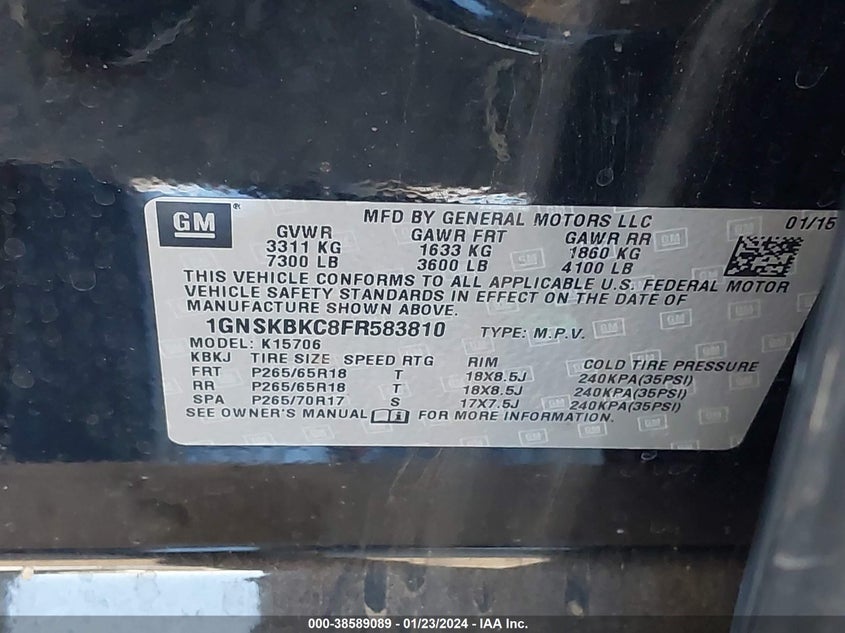 GM
MFD BY GENERAL MOTORS LLC 01/15
GVWR GAWR FRT GAWR RR
3311 KG 1633 KG 1860 KG
7300 LB 3600 LB 4100 LB
THIS VEHICLE CONFORMS TO ALL APPLICABLE U.S. FEDERAL MOTOR
VEHICLE SAFETY STANDARDS IN EFFECT ON THE DATE OF
MANUFACTURE SHOWN ABOVE.
1GNSKBKC8FR583810 TYPE: M.P.V.
MODEL: K15706
KBKJ TIRE SIZE SPEED RTG RIM COLD TIRE PRESSURE
FRT P265/65R18 T 18X8.5J 240KPA(35PSI)
RR P265/65R18 T 18X8.5J 240KPA(35PSI)
SPA P265/70R17 S 17X7.5J 240KPA(35PSI)
SEE OWNER'S MANUAL FOR MORE INFORMATION.
000-38589089 / 01/23/2024 - IAA Inc.